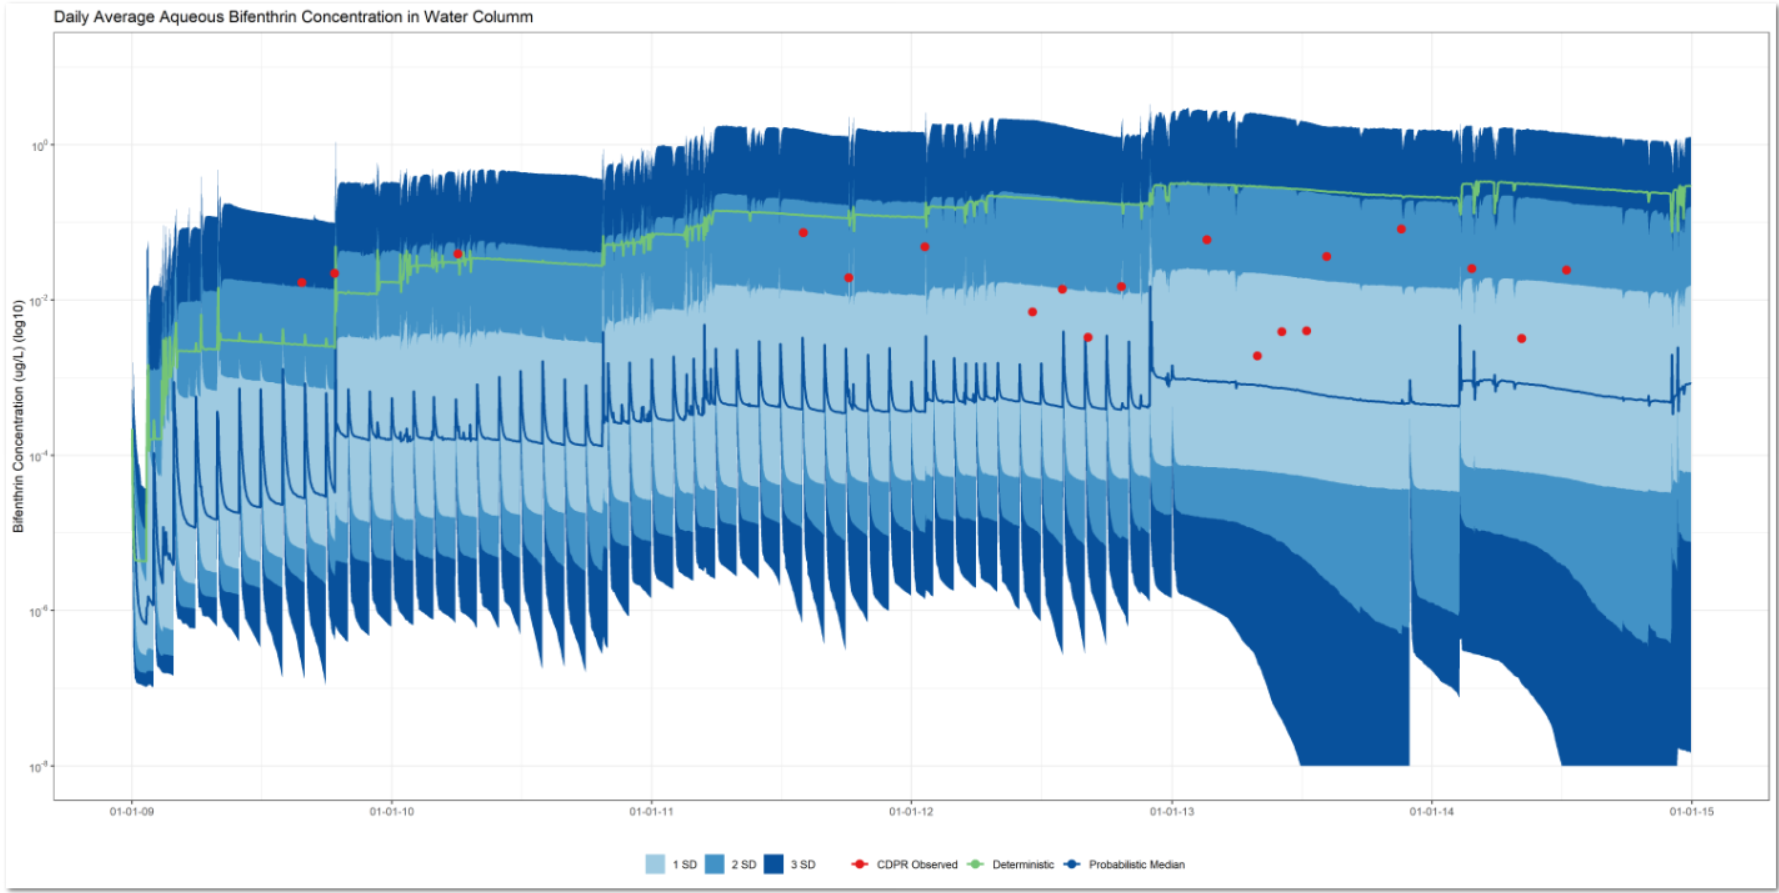 Daily Average Aqueous Bifenthrin Concentration in Water Columm
Bifenthrin Concentration (ug/L) (log10)
10^0
10^-2
10^-4
10^-6
10^-8
01-01-09 01-01-10 01-01-11 01-01-12 01-01-13 01-01-14 01-01-15
1 SD 2 SD 3 SD CDPR Observed Deterministic Probabilistic Median